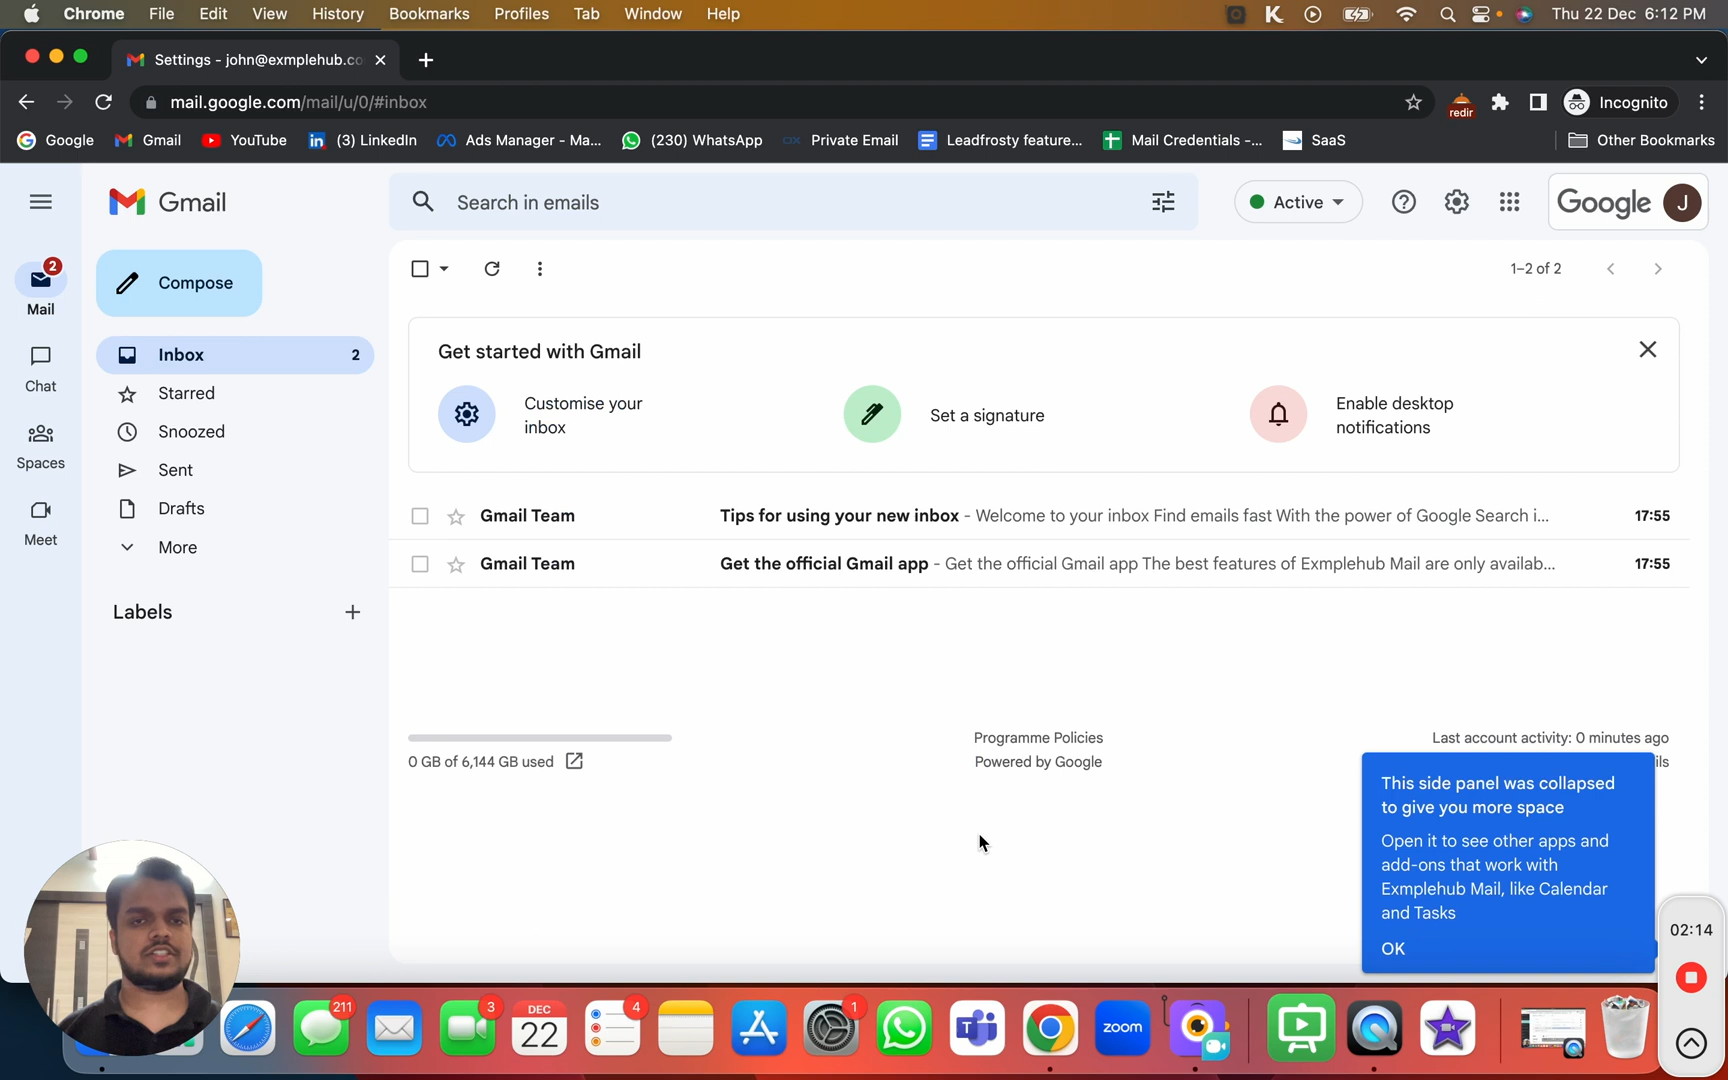 Chrome File Edit View History Bookmarks Profiles Tab Window Help Thu 22 Dec 6:12 PM
Settings - john@exmplehub.co
mail.google.com/mail/u/0/#inbox
redir
Incognito
Google Gmail YouTube (3) LinkedIn Ads Manager - Ma... (230) WhatsApp Private Email Leadfrosty feature... Mail Credentials -... SaaS Other Bookmarks
Gmail
Search in emails
Active
Google J
2
Mail
Chat
Spaces
Meet
Compose
Inbox 2
Starred
Snoozed
Sent
Drafts
More
Labels
1–2 of 2
Get started with Gmail
Customise your
inbox
Set a signature
Enable desktop
notifications
Gmail Team Tips for using your new inbox - Welcome to your inbox Find emails fast With the power of Google Search i... 17:55
Gmail Team Get the official Gmail app - Get the official Gmail app The best features of Exmplehub Mail are only availab... 17:55
0 GB of 6,144 GB used
Programme Policies
Powered by Google
Last account activity: 0 minutes ago
ils
This side panel was collapsed
to give you more space
Open it to see other apps and
add-ons that work with
Exmplehub Mail, like Calendar
and Tasks
OK
02:14
211
3
DEC
22
4
1
zoom